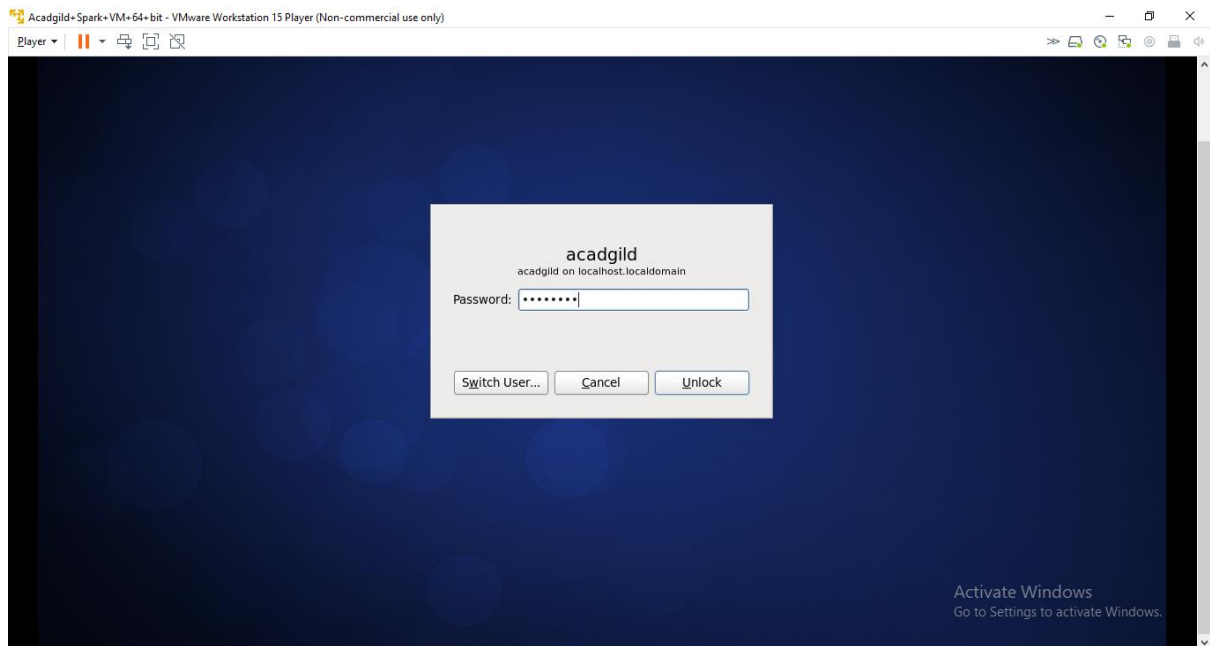 Acadgild+Spark+VM+64+bit - VMware Workstation 15 Player (Non-commercial use only)
Player
acadgild
acadgild on localhost.localdomain
Password: ••••••••
Switch User... Cancel Unlock
Activate Windows
Go to Settings to activate Windows.